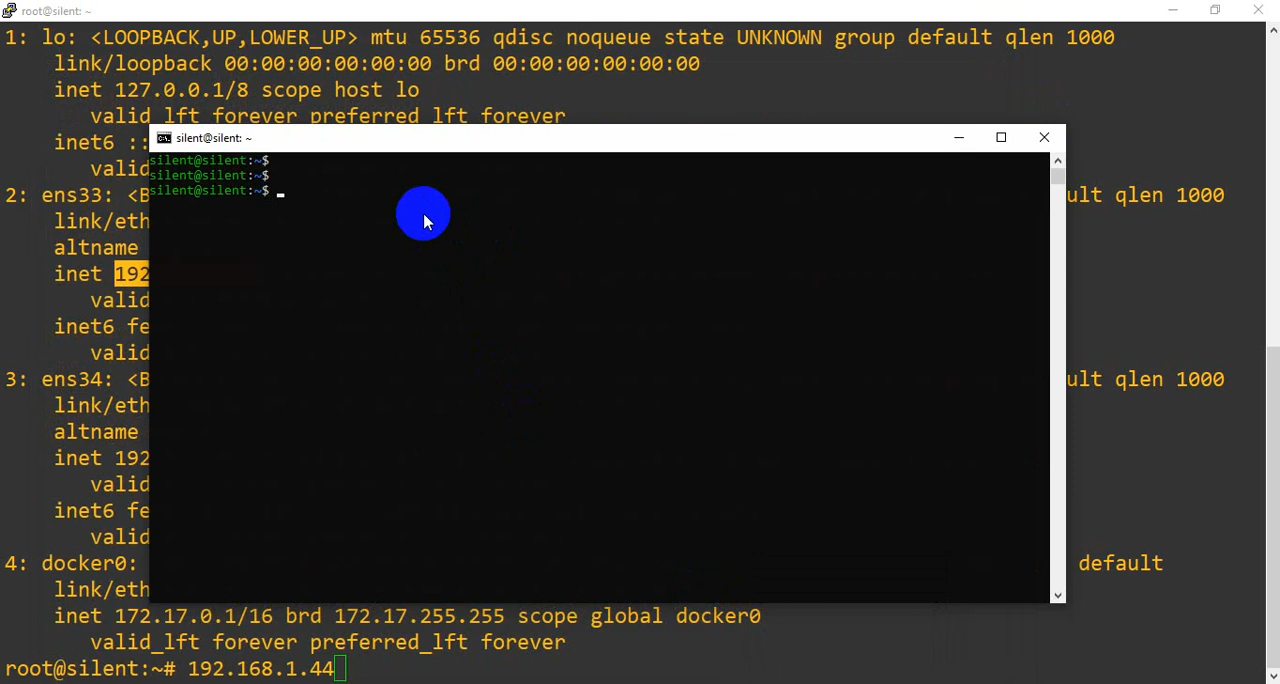 root@silent: ~
1: lo: <LOOPBACK,UP,LOWER_UP> mtu 65536 qdisc noqueue state UNKNOWN group default qlen 1000
link/loopback 00:00:00:00:00:00 brd 00:00:00:00:00:00
inet 127.0.0.1/8 scope host lo
valid_lft forever preferred_lft forever
inet6 ::
valid
2: ens33: <B
ult qlen 1000
link/eth
altname
inet 192
valid
inet6 fe
valid
3: ens34: <B
ult qlen 1000
link/eth
altname
inet 192
valid
inet6 fe
valid
4: docker0:
default
link/eth
inet 172.17.0.1/16 brd 172.17.255.255 scope global docker0
valid_lft forever preferred_lft forever
root@silent:~# 192.168.1.44
silent@silent: ~
silent@silent:~$
silent@silent:~$
silent@silent:~$